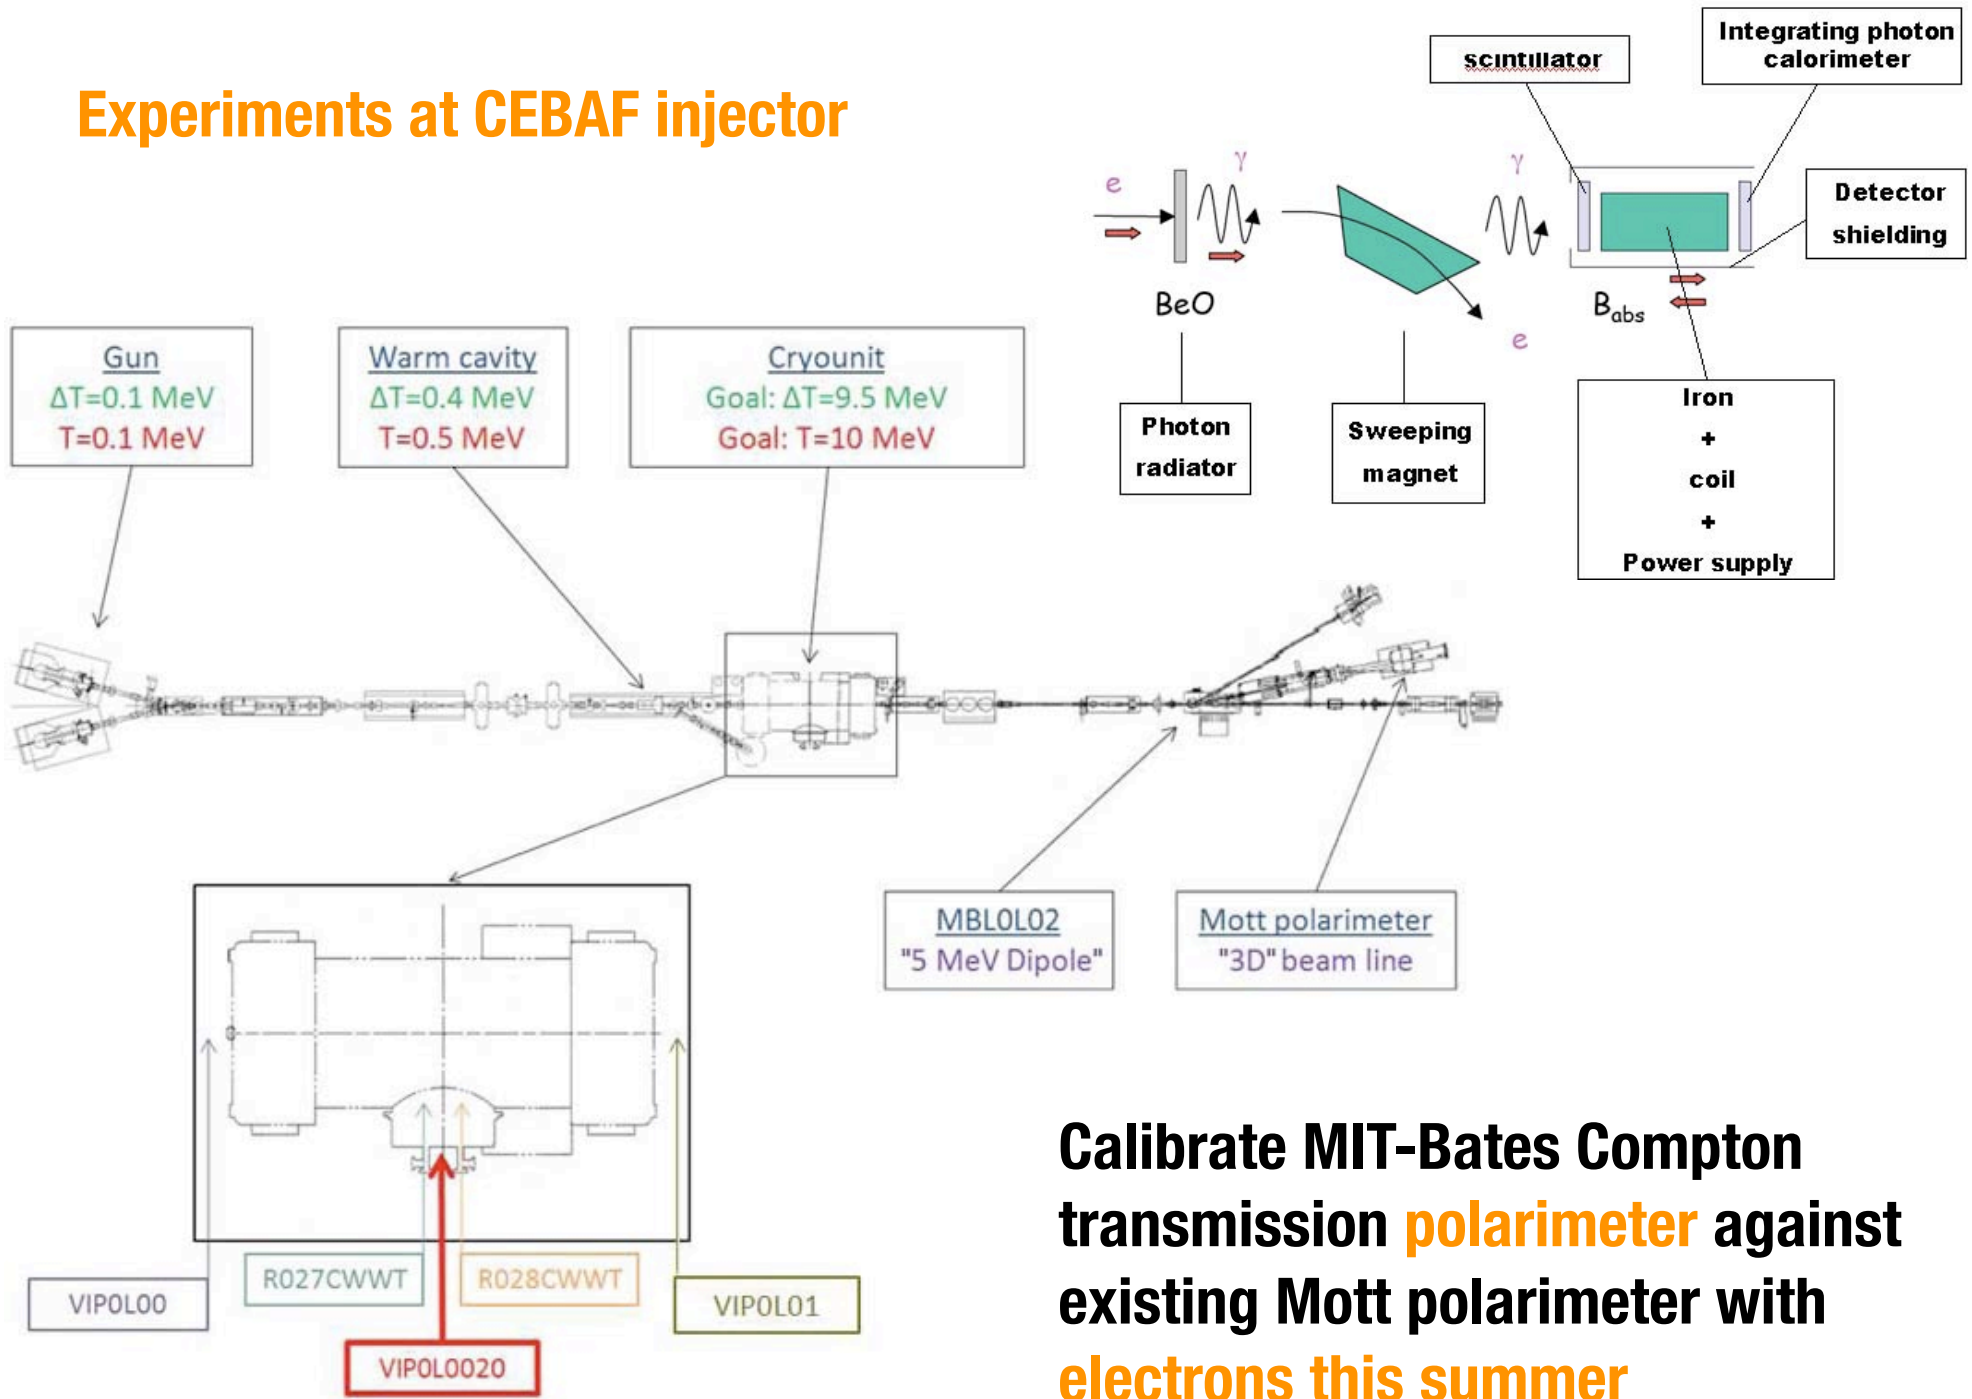 Experiments at CEBAF injector
scintillator
Integrating photon
calorimeter
Detector
shielding
e
γ
γ
e
BeO
Babs
Photon
radiator
Sweeping
magnet
Iron
+
coil
+
Power supply
Gun
ΔT=0.1 MeV
T=0.1 MeV
Warm cavity
ΔT=0.4 MeV
T=0.5 MeV
Cryounit
Goal: ΔT=9.5 MeV
Goal: T=10 MeV
MBL0L02
"5 MeV Dipole"
Mott polarimeter
"3D" beam line
VIP0L00
R027CWWT
R028CWWT
VIP0L01
VIP0L0020
Calibrate MIT-Bates Compton
transmission polarimeter against
existing Mott polarimeter with
electrons this summer